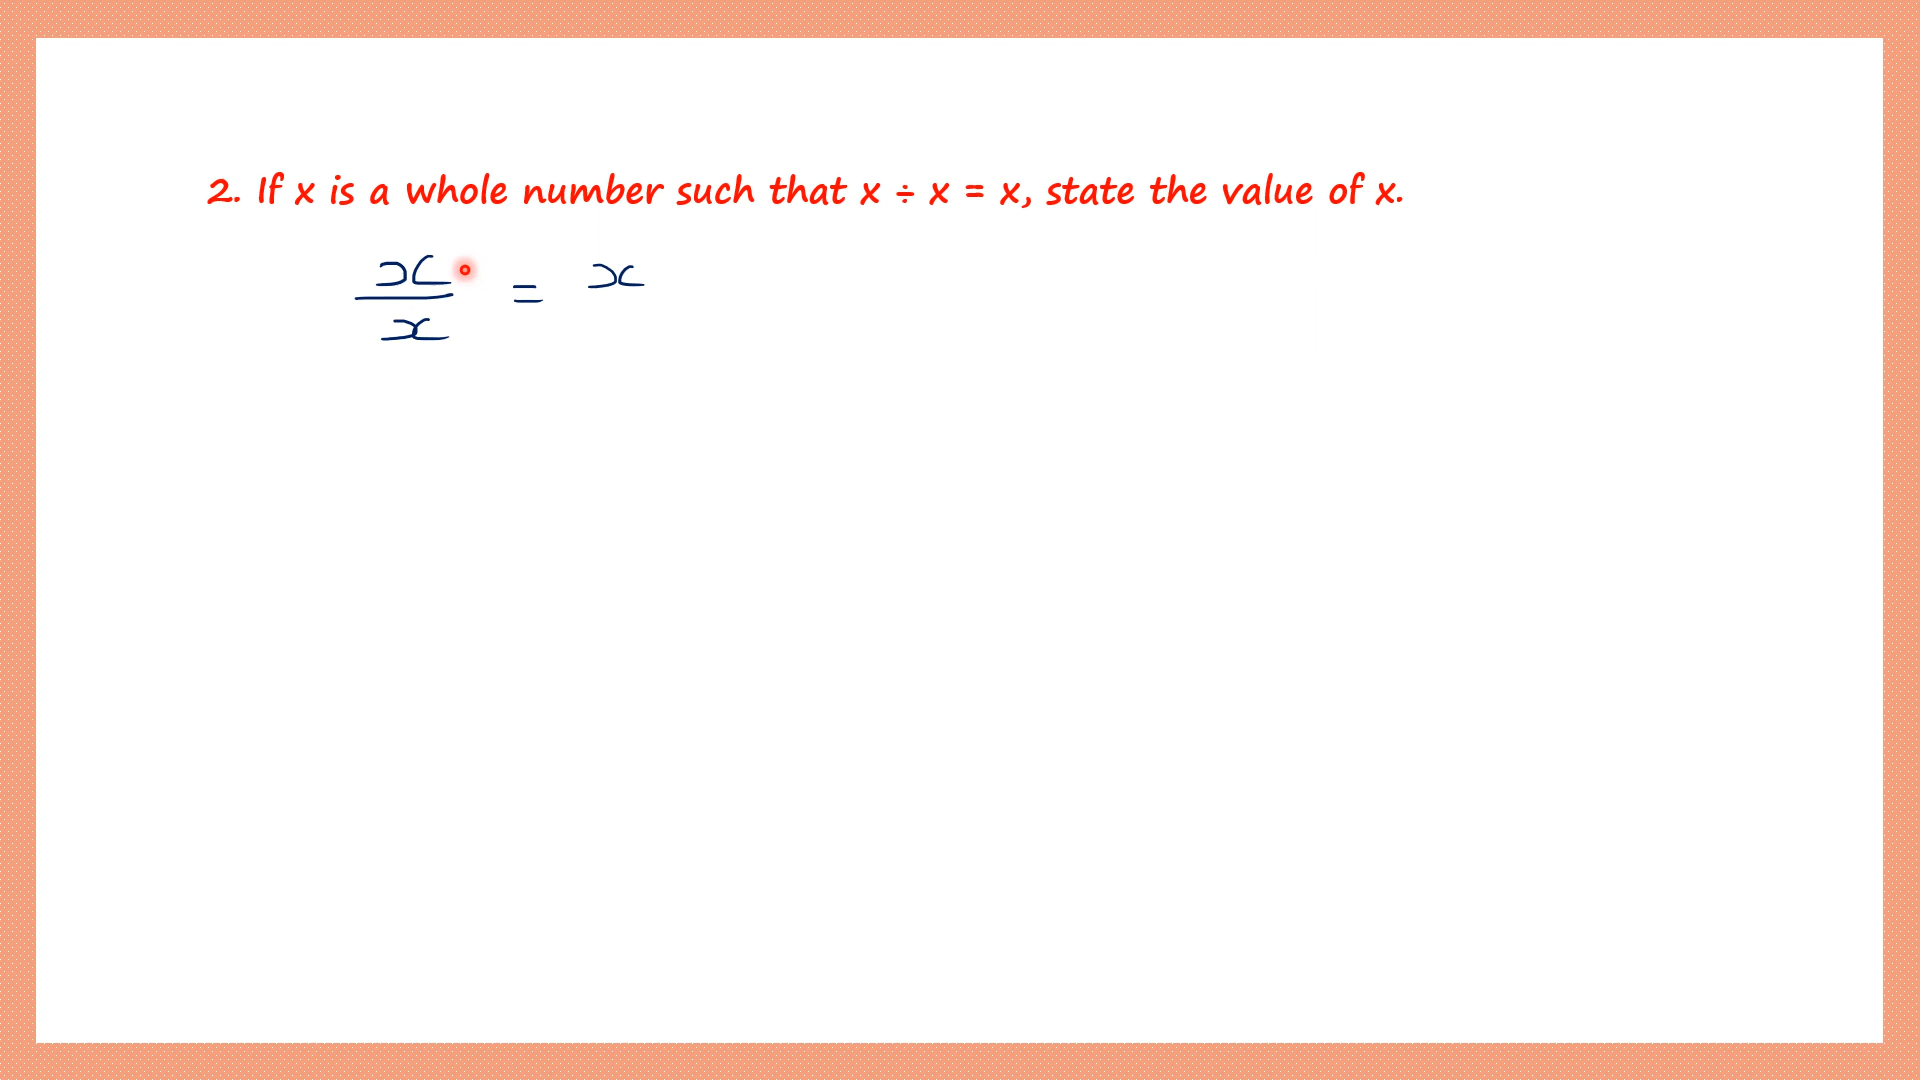 2. If x is a whole number such that x ÷ x = x, state the value of x.
x/x = x